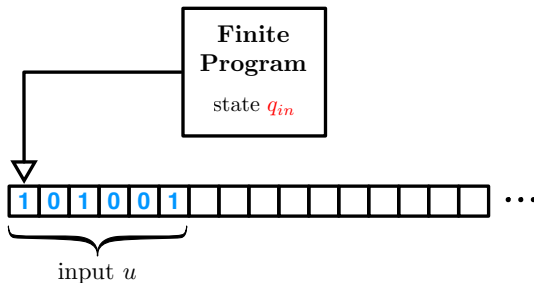 Finite
Program
state q_in
1 0 1 0 0 1
...
input u